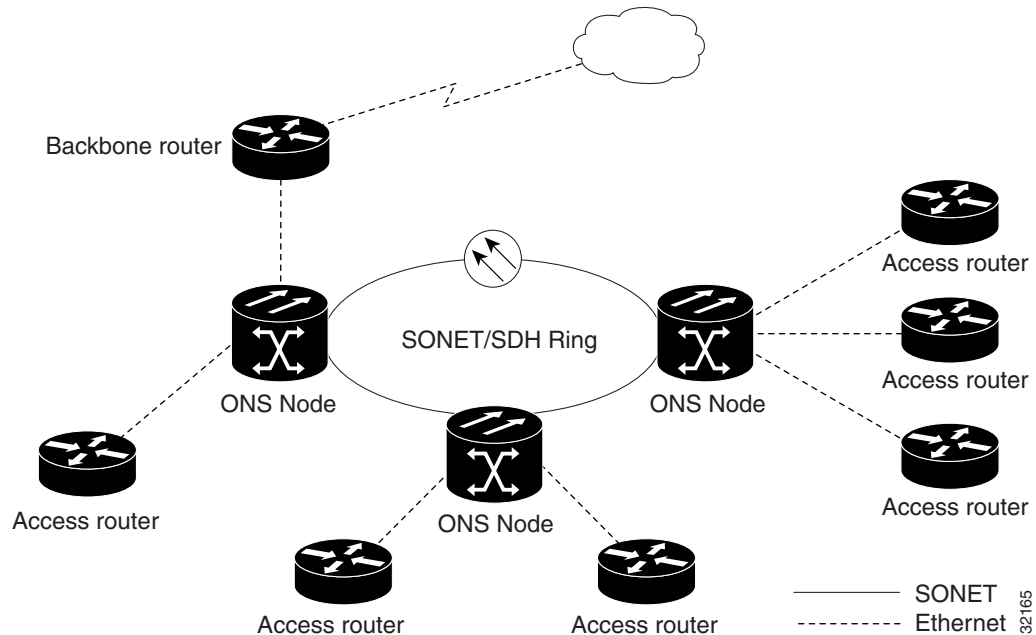 Backbone router
Access router
SONET/SDH Ring
Access router
ONS Node
ONS Node
Access router
Access router
ONS Node
Access router
Access router
Access router
SONET
Ethernet
32165